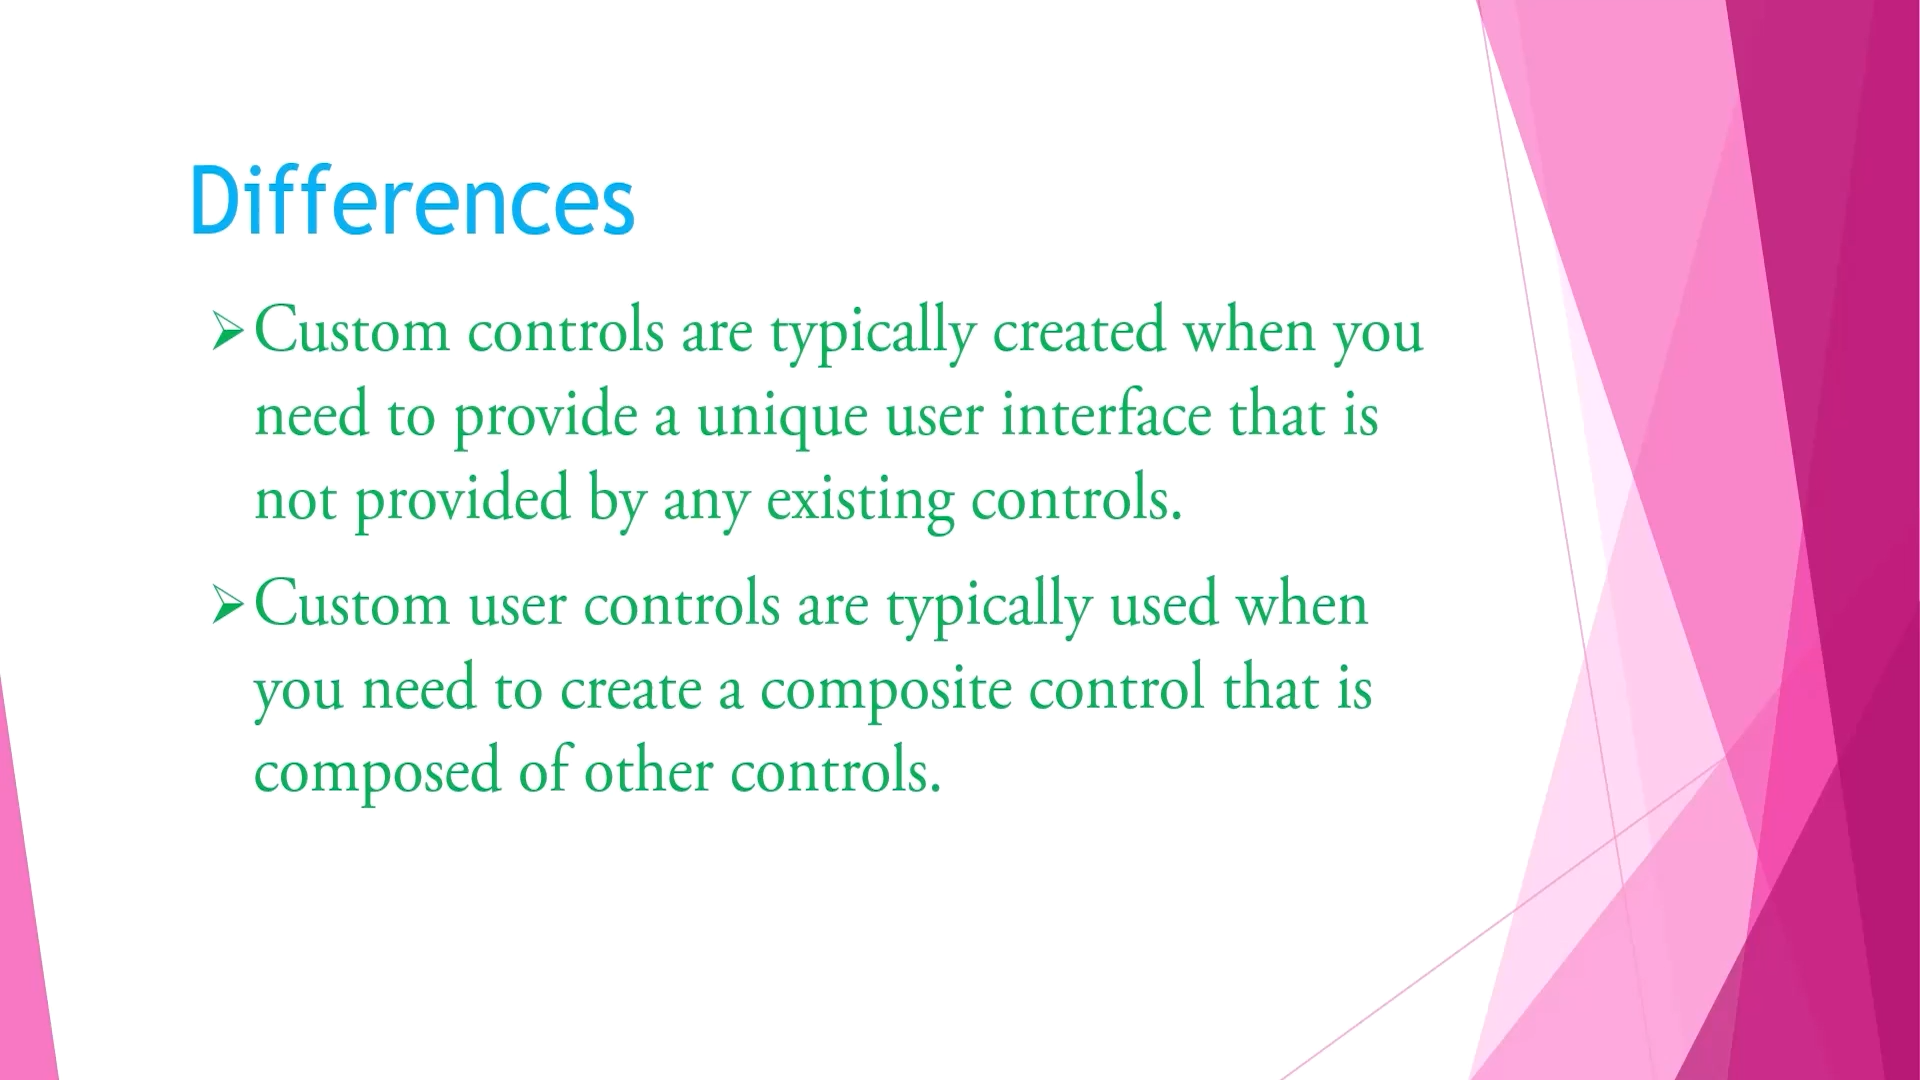 Differences
➢Custom controls are typically created when you
need to provide a unique user interface that is
not provided by any existing controls.
➢Custom user controls are typically used when
you need to create a composite control that is
composed of other controls.